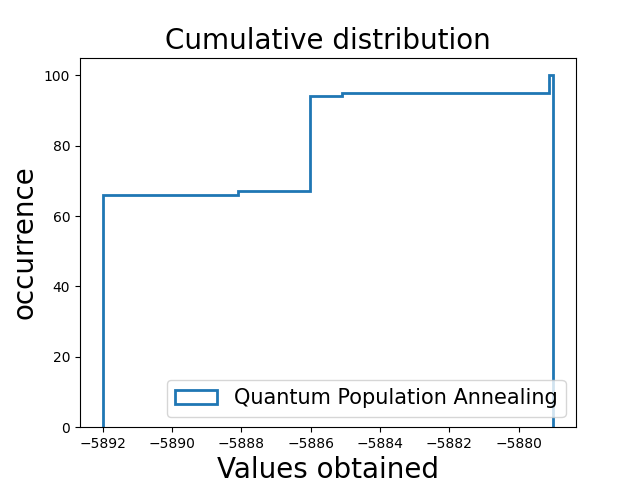 Cumulative distribution
occurrence
100
80
60
40
20
0
Quantum Population Annealing
−5892 −5890 −5888 −5886 −5884 −5882 −5880
Values obtained